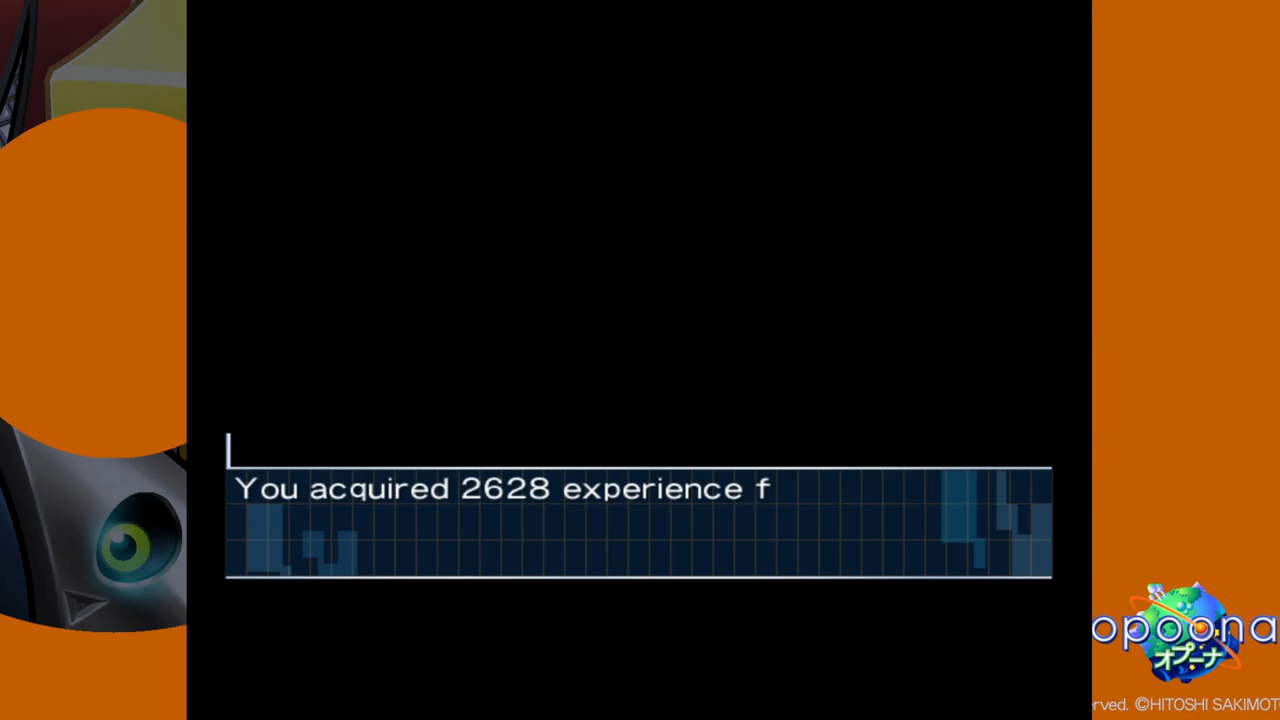 You acquired 2628 experience f
opoona
オプーナ
rved. ©HITOSHI SAKIMOT